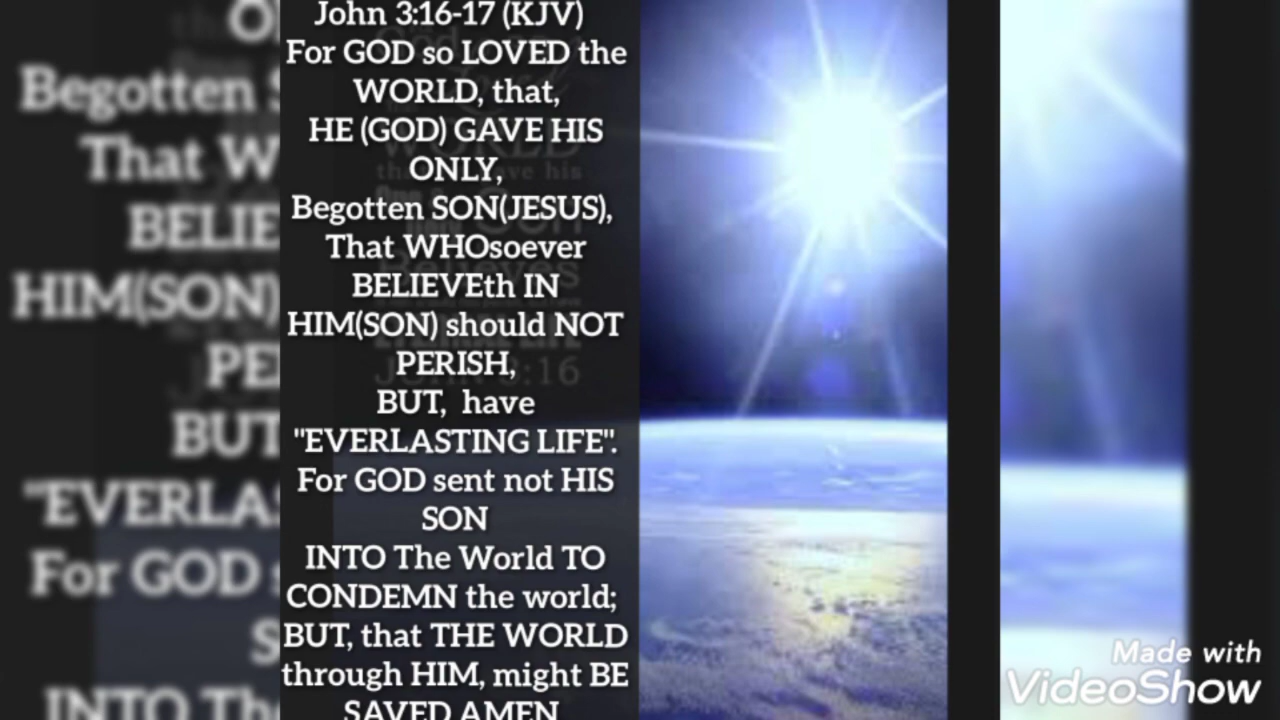 John 3:16-17 (KJV)
For GOD so LOVED the
WORLD, that,
HE (GOD) GAVE HIS
ONLY,
Begotten SON(JESUS),
That WHOsoever
BELIEVEth IN
HIM(SON) should NOT
PERISH,
BUT,  have
"EVERLASTING LIFE".
For GOD sent not HIS
SON
INTO The World TO
CONDEMN the world;
BUT, that THE WORLD
through HIM, might BE
SAVED AMEN
Made with
VideoShow